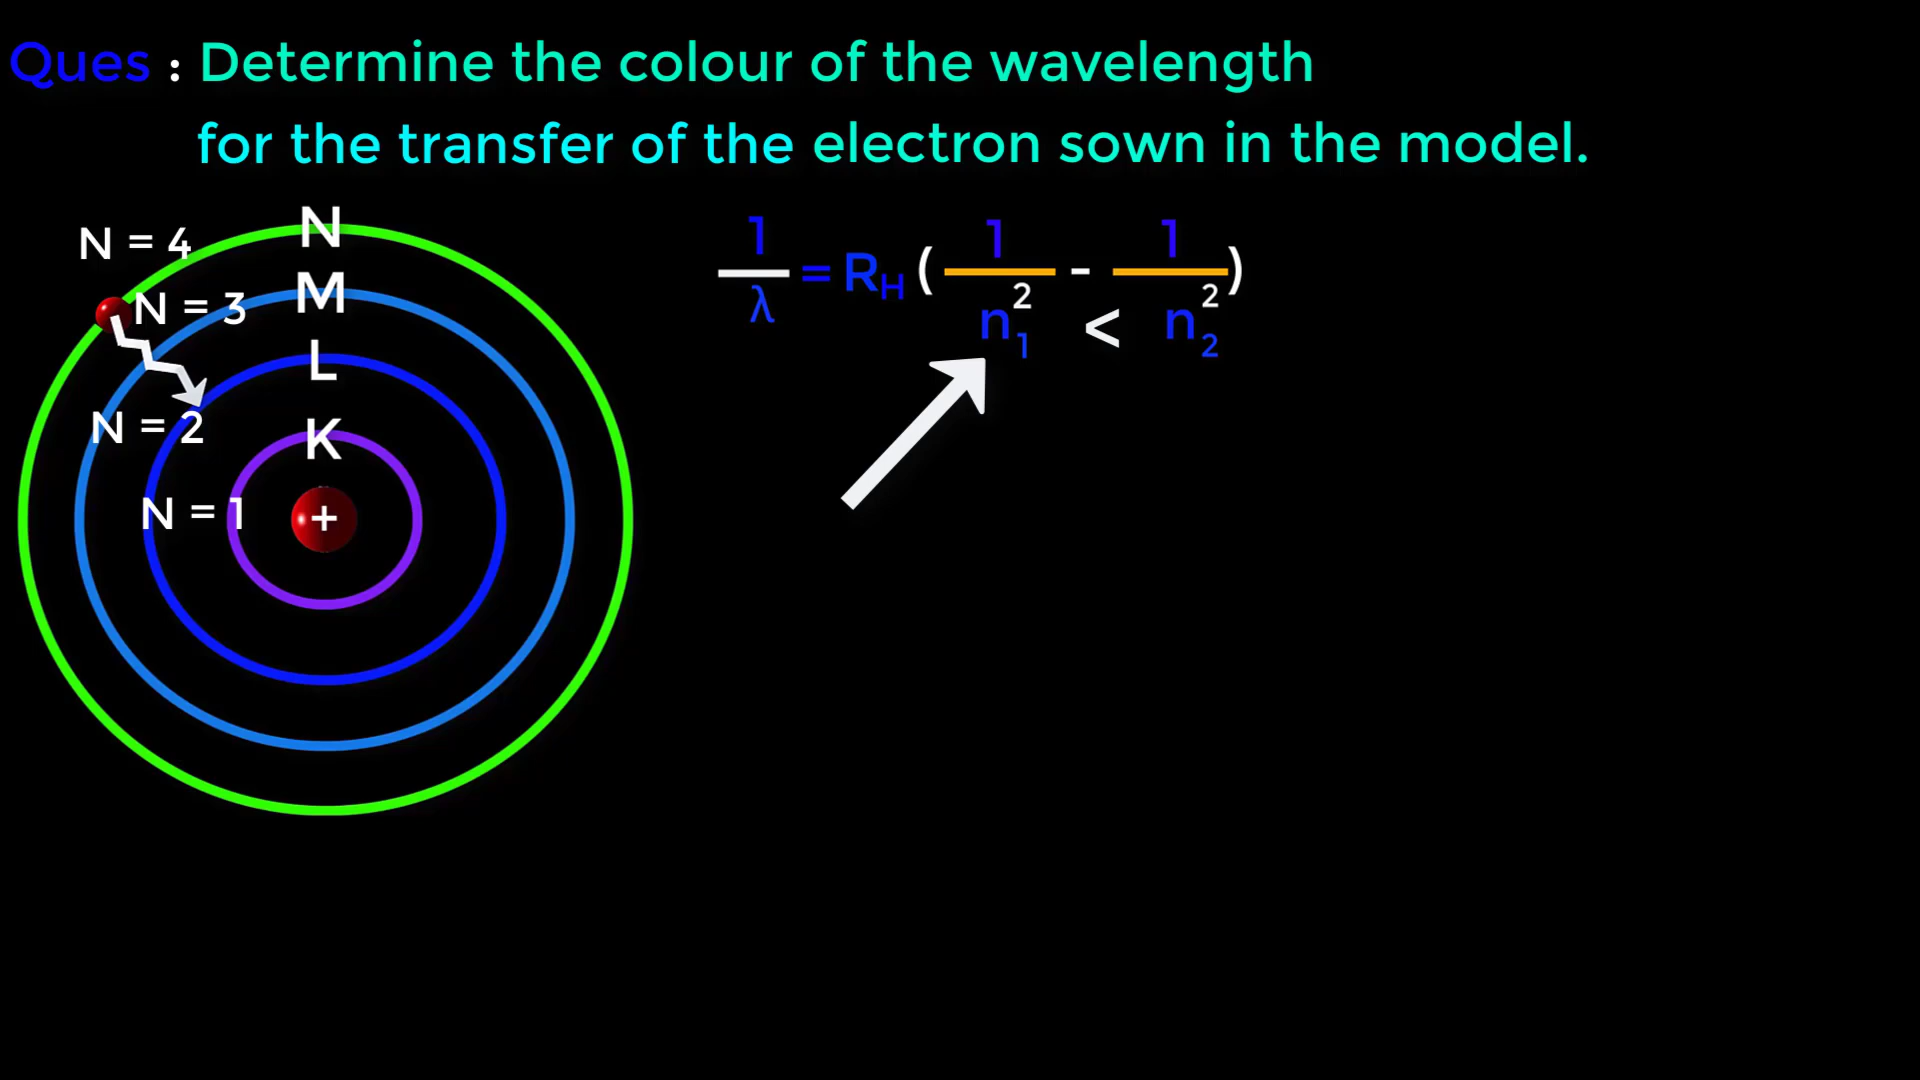 Ques : Determine the colour of the wavelength
for the transfer of the electron sown in the model.
N = 4
N
N = 3
M
L
N = 2
K
N = 1
+
1/λ = R_H ( 1/n₁² - 1/n₂² )
<